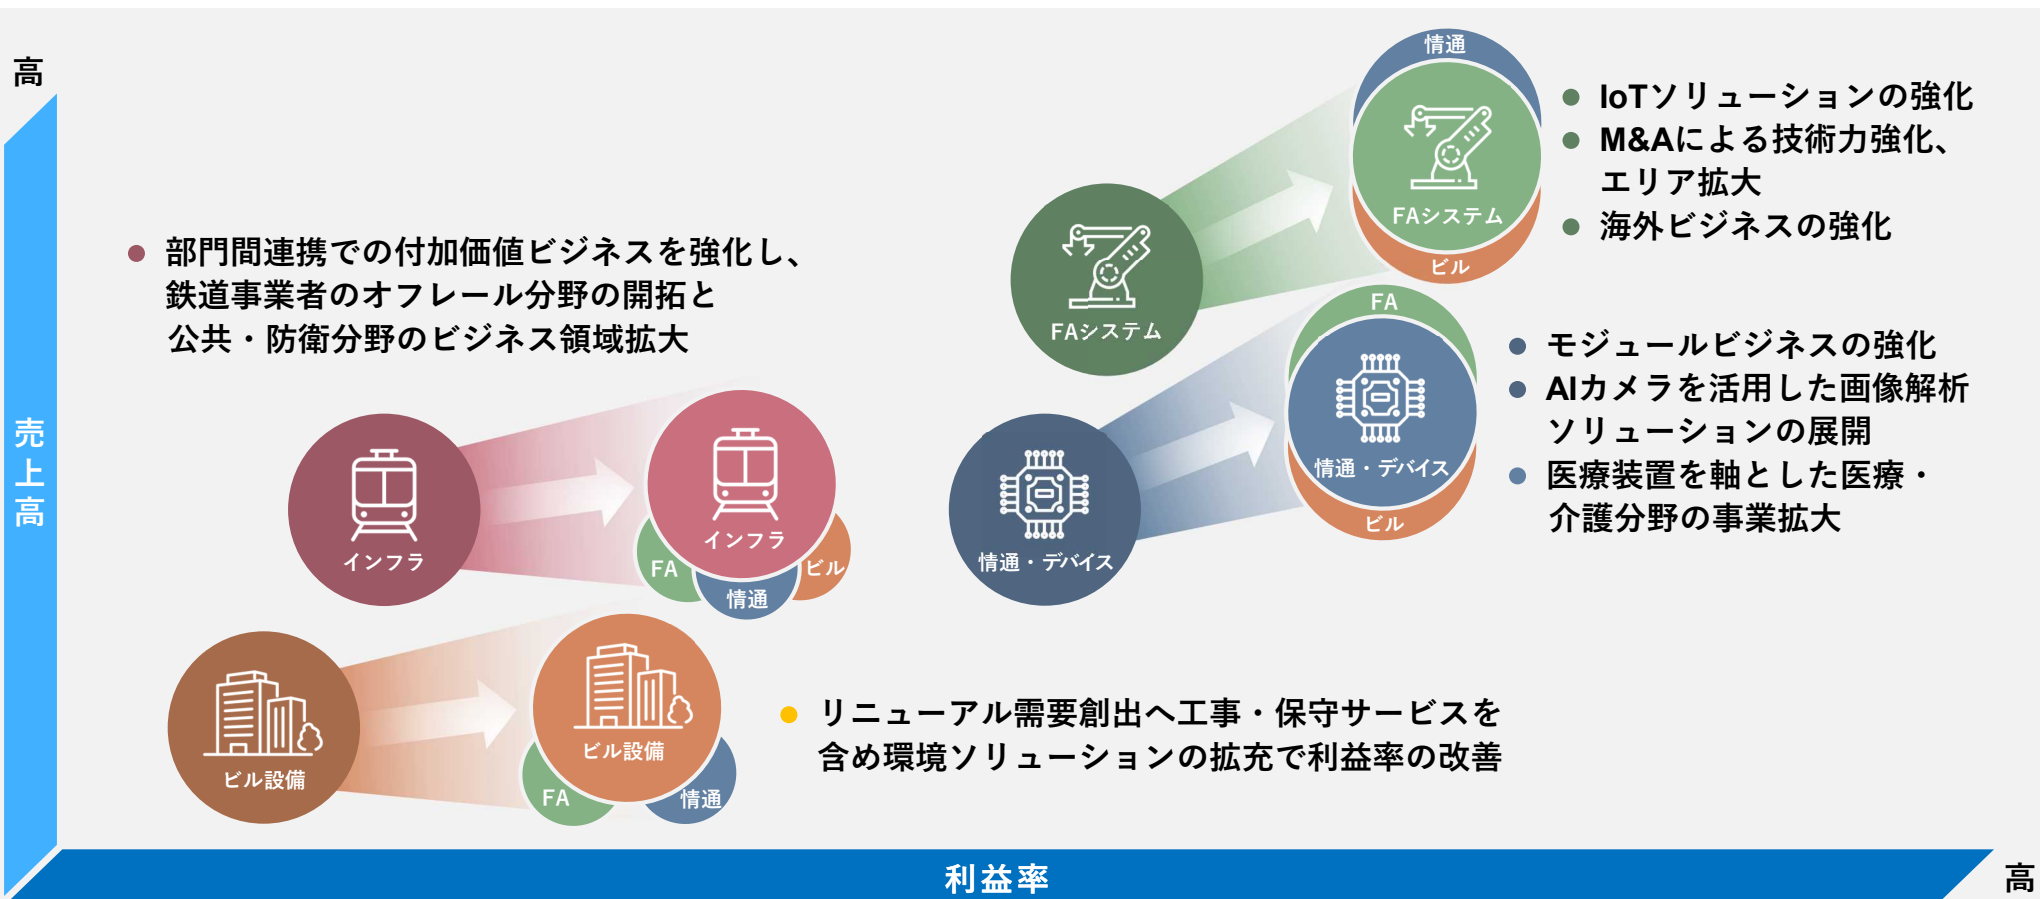 高
売上高
情通
FAシステム
ビル
● IoTソリューションの強化
● M&Aによる技術力強化、
エリア拡大
● 海外ビジネスの強化
FAシステム
● 部門間連携での付加価値ビジネスを強化し、
鉄道事業者のオフレール分野の開拓と
公共・防衛分野のビジネス領域拡大
FA
情通・デバイス
ビル
● モジュールビジネスの強化
● AIカメラを活用した画像解析
ソリューションの展開
● 医療装置を軸とした医療・
介護分野の事業拡大
情通・デバイス
インフラ
インフラ
FA
情通
ビル
ビル設備
ビル設備
FA
情通
● リニューアル需要創出へ工事・保守サービスを
含め環境ソリューションの拡充で利益率の改善
利益率
高